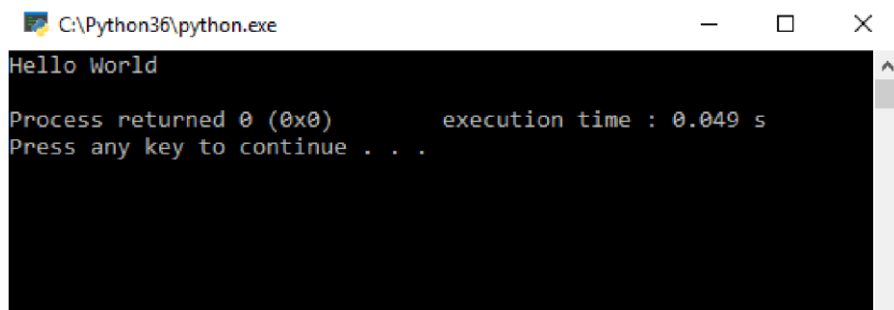 C:\Python36\python.exe
Hello World
Process returned 0 (0x0)        execution time : 0.049 s
Press any key to continue . . .